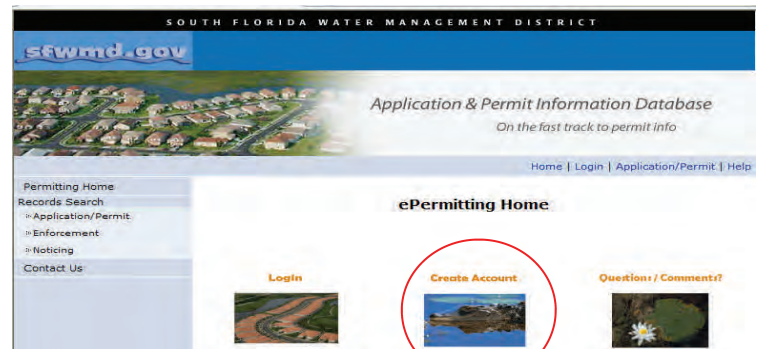 SOUTH FLORIDA WATER MANAGEMENT DISTRICT
sfwmd.gov
Application & Permit Information Database
On the fast track to permit info
Home | Login | Application/Permit | Help
Permitting Home
Records Search
Application/Permit
Enforcement
Noticing
Contact Us
ePermitting Home
Login
Create Account
Questions / Comments?